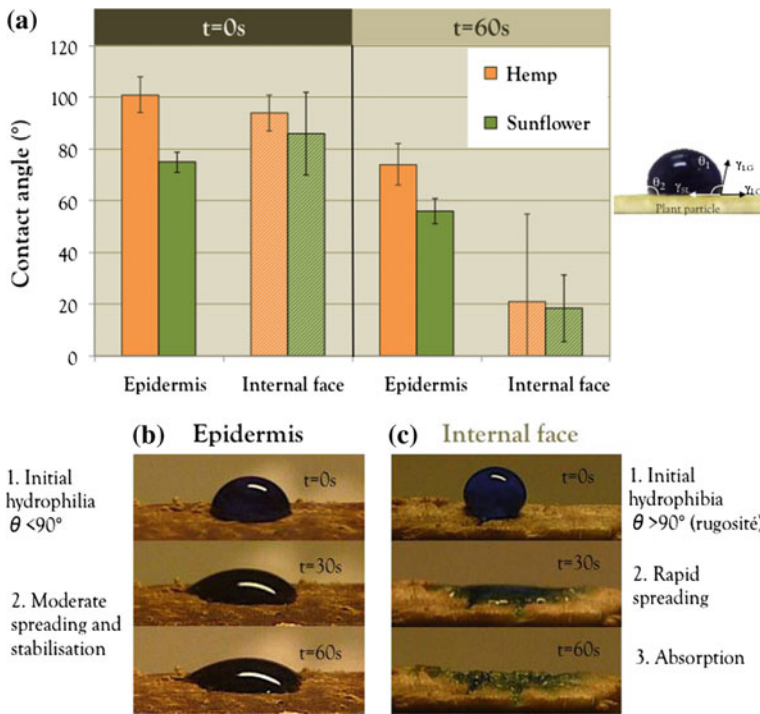 (a)
t=0s t=60s
Contact angle (°)
120
100
80
60
40
20
0
Hemp
Sunflower
Epidermis Internal face Epidermis Internal face
θ₁
θ₂
γLG
γSL
Plant particle
(b) Epidermis
(c) Internal face
1. Initial
hydrophilia
θ <90°
2. Moderate
spreading and
stabilisation
t=0s
t=30s
t=60s
t=0s
t=30s
t=60s
1. Initial
hydrophibia
θ >90° (rugosité)
2. Rapid
spreading
3. Absorption